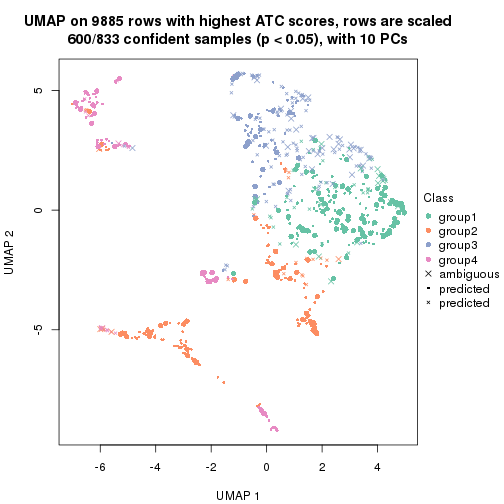 UMAP on 9885 rows with highest ATC scores, rows are scaled
600/833 confident samples (p < 0.05), with 10 PCs
5
0
-5
UMAP 2
-6
-4
-2
0
2
4
UMAP 1
Class
group1
group2
group3
group4
ambiguous
predicted
predicted